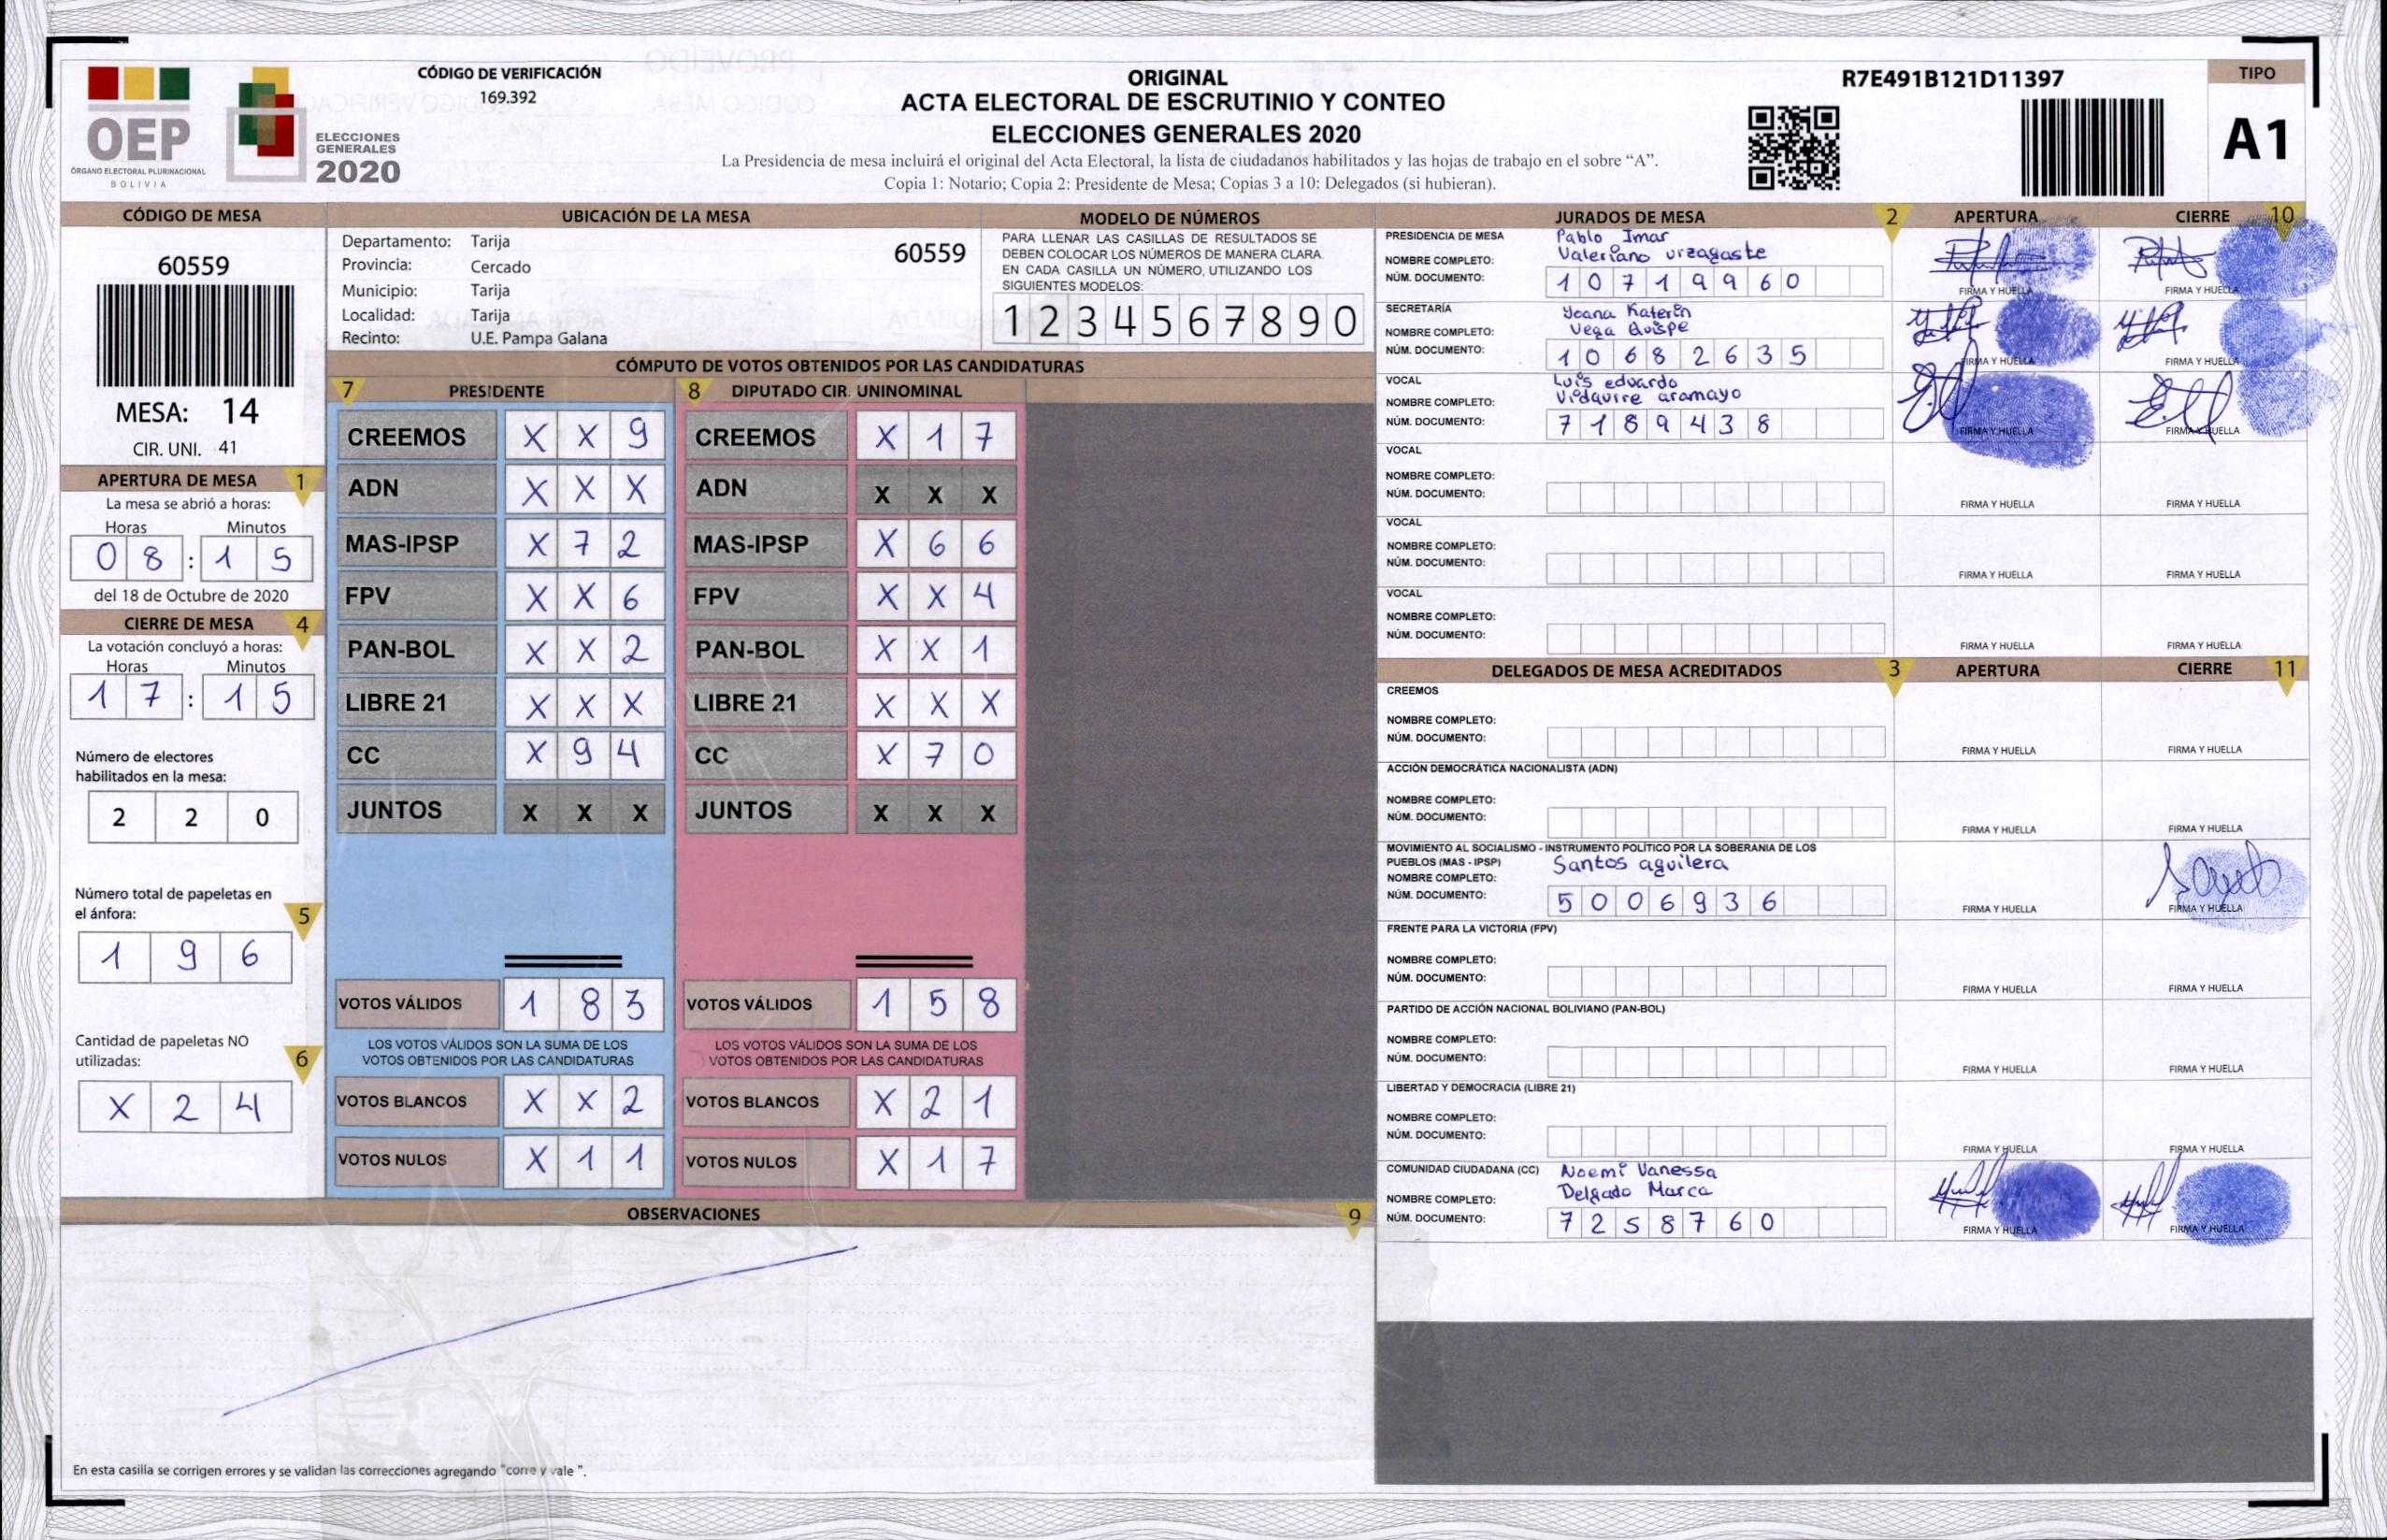 CÓDIGO DE VERIFICACIÓN
169.392
OEP
ÓRGANO ELECTORAL PLURINACIONAL
BOLIVIA
ELECCIONES
GENERALES
2020
ORIGINAL
ACTA ELECTORAL DE ESCRUTINIO Y CONTEO
ELECCIONES GENERALES 2020
La Presidencia de mesa incluirá el original del Acta Electoral, la lista de ciudadanos habilitados y las hojas de trabajo en el sobre “A”.
Copia 1: Notario; Copia 2: Presidente de Mesa; Copias 3 a 10: Delegados (si hubieran).
R7E491B121D11397
TIPO
A1
CÓDIGO DE MESA
60559
MESA: 14
CIR. UNI. 41
APERTURA DE MESA 1
La mesa se abrió a horas:
Horas Minutos
0 8 : 1 5
del 18 de Octubre de 2020
CIERRE DE MESA 4
La votación concluyó a horas:
Horas Minutos
1 7 : 1 5
Número de electores
habilitados en la mesa:
2 2 0
Número total de papeletas en
el ánfora: 5
1 9 6
Cantidad de papeletas NO
utilizadas: 6
X 2 4
UBICACIÓN DE LA MESA
Departamento: Tarija
60559
Provincia: Cercado
Municipio: Tarija
Localidad: Tarija
Recinto: U.E. Pampa Galana
MODELO DE NÚMEROS
PARA LLENAR LAS CASILLAS DE RESULTADOS SE
DEBEN COLOCAR LOS NÚMEROS DE MANERA CLARA.
EN CADA CASILLA UN NÚMERO, UTILIZANDO LOS
SIGUIENTES MODELOS:
1 2 3 4 5 6 7 8 9 0
CÓMPUTO DE VOTOS OBTENIDOS POR LAS CANDIDATURAS
7 PRESIDENTE
CREEMOS X X 9
ADN X X X
MAS-IPSP X 7 2
FPV X X 6
PAN-BOL X X 2
LIBRE 21 X X X
CC X 9 4
JUNTOS X X X
VOTOS VÁLIDOS 1 8 3
LOS VOTOS VÁLIDOS SON LA SUMA DE LOS
VOTOS OBTENIDOS POR LAS CANDIDATURAS
VOTOS BLANCOS X X 2
VOTOS NULOS X 1 1
8 DIPUTADO CIR. UNINOMINAL
CREEMOS X 1 7
ADN X X X
MAS-IPSP X 6 6
FPV X X 4
PAN-BOL X X 1
LIBRE 21 X X X
CC X 7 0
JUNTOS X X X
VOTOS VÁLIDOS 1 5 8
LOS VOTOS VÁLIDOS SON LA SUMA DE LOS
VOTOS OBTENIDOS POR LAS CANDIDATURAS
VOTOS BLANCOS X 2 1
VOTOS NULOS X 1 7
OBSERVACIONES 9
En esta casilla se corrigen errores y se validan las correcciones agregando "corre y vale ".
JURADOS DE MESA 2 APERTURA CIERRE 10
PRESIDENCIA DE MESA Pablo Imar
NOMBRE COMPLETO: Valeriano urzagaste
NÚM. DOCUMENTO: 1 0 7 1 9 9 6 0
FIRMA Y HUELLA FIRMA Y HUELLA
SECRETARÍA Yoana Katerin
NOMBRE COMPLETO: Vega Quispe
NÚM. DOCUMENTO: 1 0 6 8 2 6 3 5
FIRMA Y HUELLA FIRMA Y HUELLA
VOCAL Luis eduardo
NOMBRE COMPLETO: Vidaurre aramayo
NÚM. DOCUMENTO: 7 1 8 9 4 3 8
FIRMA Y HUELLA FIRMA Y HUELLA
VOCAL
NOMBRE COMPLETO:
NÚM. DOCUMENTO:
FIRMA Y HUELLA FIRMA Y HUELLA
VOCAL
NOMBRE COMPLETO:
NÚM. DOCUMENTO:
FIRMA Y HUELLA FIRMA Y HUELLA
VOCAL
NOMBRE COMPLETO:
NÚM. DOCUMENTO:
FIRMA Y HUELLA FIRMA Y HUELLA
DELEGADOS DE MESA ACREDITADOS 3 APERTURA CIERRE 11
CREEMOS
NOMBRE COMPLETO:
NÚM. DOCUMENTO:
FIRMA Y HUELLA FIRMA Y HUELLA
ACCIÓN DEMOCRÁTICA NACIONALISTA (ADN)
NOMBRE COMPLETO:
NÚM. DOCUMENTO:
FIRMA Y HUELLA FIRMA Y HUELLA
MOVIMIENTO AL SOCIALISMO - INSTRUMENTO POLÍTICO POR LA SOBERANIA DE LOS
PUEBLOS (MAS - IPSP) Santos aguilera
NOMBRE COMPLETO:
NÚM. DOCUMENTO: 5 0 0 6 9 3 6
FIRMA Y HUELLA FIRMA Y HUELLA
FRENTE PARA LA VICTORIA (FPV)
NOMBRE COMPLETO:
NÚM. DOCUMENTO:
FIRMA Y HUELLA FIRMA Y HUELLA
PARTIDO DE ACCIÓN NACIONAL BOLIVIANO (PAN-BOL)
NOMBRE COMPLETO:
NÚM. DOCUMENTO:
FIRMA Y HUELLA FIRMA Y HUELLA
LIBERTAD Y DEMOCRACIA (LIBRE 21)
NOMBRE COMPLETO:
NÚM. DOCUMENTO:
FIRMA Y HUELLA FIRMA Y HUELLA
COMUNIDAD CIUDADANA (CC) Noemi Vanessa
NOMBRE COMPLETO: Delgado Marca
NÚM. DOCUMENTO: 7 2 5 8 7 6 0
FIRMA Y HUELLA FIRMA Y HUELLA